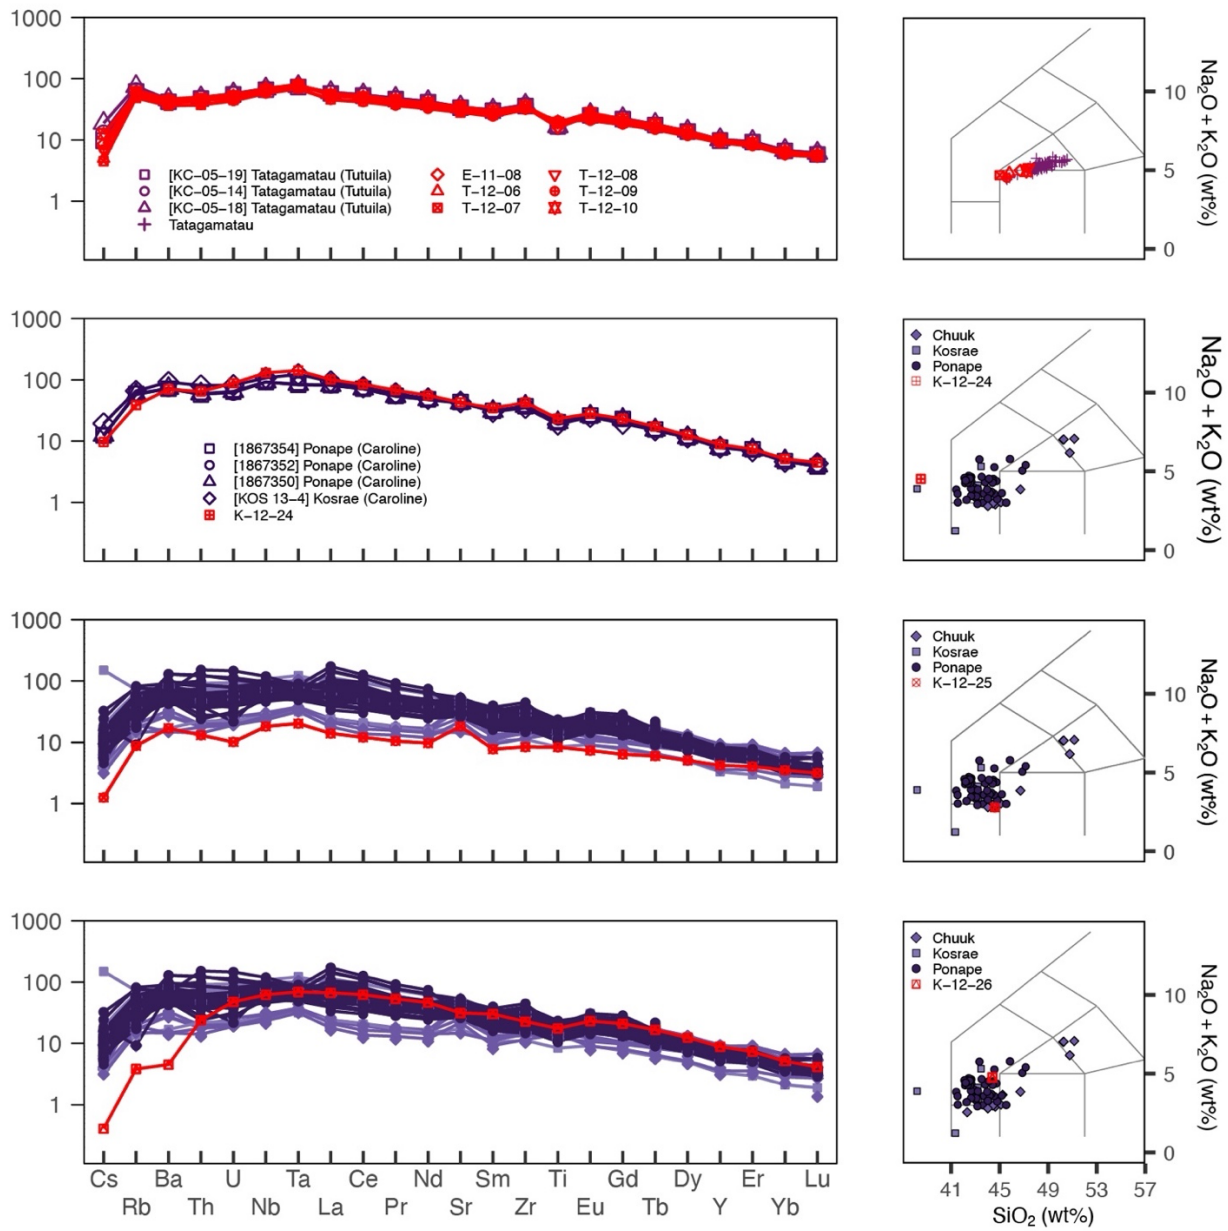 1000
100
10
1
[KC-05-19] Tatagamatau (Tutuila)
[KC-05-14] Tatagamatau (Tutuila)
[KC-05-18] Tatagamatau (Tutuila)
Tatagamatau
E-11-08
T-12-06
T-12-07
T-12-08
T-12-09
T-12-10
10
5
0
Na2O + K2O (wt%)
1000
100
10
1
[1867354] Ponape (Caroline)
[1867352] Ponape (Caroline)
[1867350] Ponape (Caroline)
[KOS 13-4] Kosrae (Caroline)
K-12-24
Chuuk
Kosrae
Ponape
K-12-24
10
5
0
Na2O + K2O (wt%)
1000
100
10
1
Chuuk
Kosrae
Ponape
K-12-25
10
5
0
Na2O + K2O (wt%)
1000
100
10
1
Chuuk
Kosrae
Ponape
K-12-26
10
5
0
Na2O + K2O (wt%)
Cs Ba U Ta Ce Nd Sm Ti Gd Dy Er Lu
Rb Th Nb La Pr Sr Zr Eu Tb Y Yb
41 45 49 53 57
SiO2 (wt%)